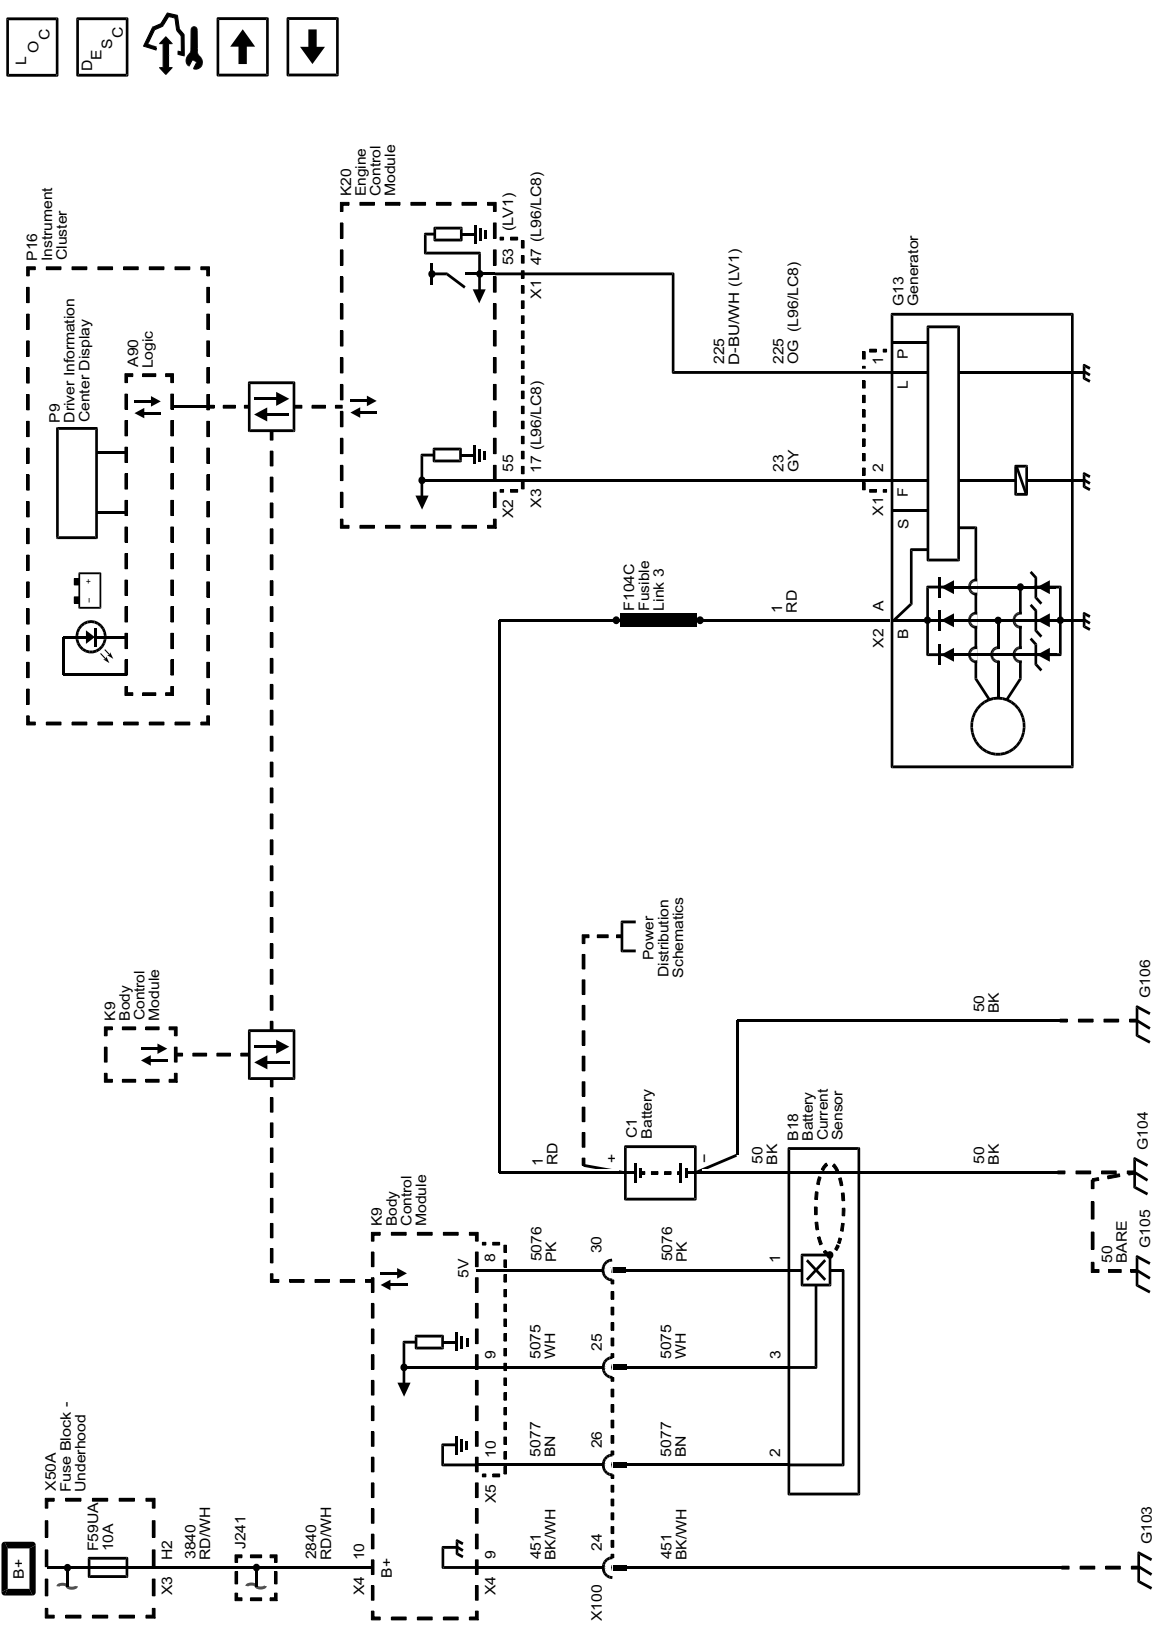 L O C
D E S C
B+
X50A
Fuse Block -
Underhood
F59UA
10A
X3
H2
3840
RD/WH
J241
2840
RD/WH
X4
10
B+
K9
Body
Control
Module
5V
X4
9
X5
10
9
8
451
BK/WH
5077
BN
5075
WH
5076
PK
X100
24
26
25
30
451
BK/WH
5077
BN
5075
WH
5076
PK
2
3
1
B18
Battery
Current
Sensor
G103
K9
Body
Control
Module
1
RD
+
C1
Battery
–
50
BK
50
BK
50
BK
50
BARE
G105
G104
G106
Power
Distribution
Schematics
P16
Instrument
Cluster
P9
Driver Information
Center Display
A90
Logic
– +
K20
Engine
Control
Module
X2
55
X3
17 (L96/LC8)
53
(LV1)
X1
47 (L96/LC8)
F104C
Fusible
Link 3
1
RD
23
GY
225
D-BU/WH (LV1)
225
OG (L96/LC8)
X2
A
X1
2
1
B
S
F
L
P
G13
Generator